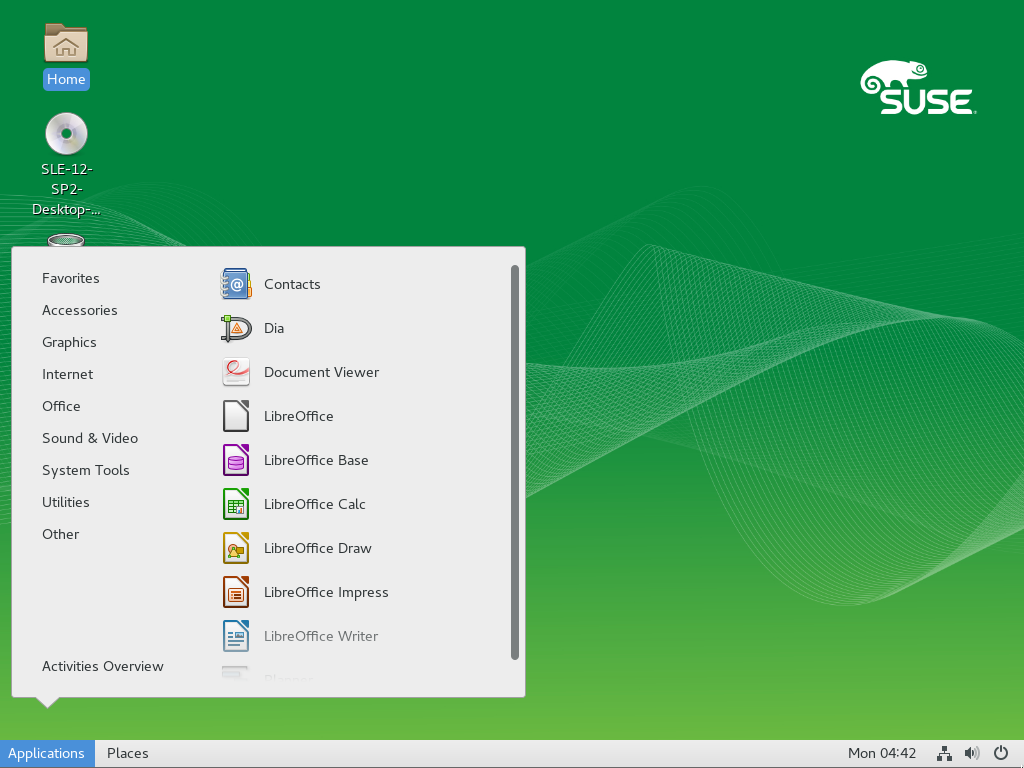 Home
SUSE
SLE-12-
SP2-
Desktop-...
Favorites
Accessories
Graphics
Internet
Office
Sound & Video
System Tools
Utilities
Other
Activities Overview
Contacts
Dia
Document Viewer
LibreOffice
LibreOffice Base
LibreOffice Calc
LibreOffice Draw
LibreOffice Impress
LibreOffice Writer
Applications
Places
Mon 04:42